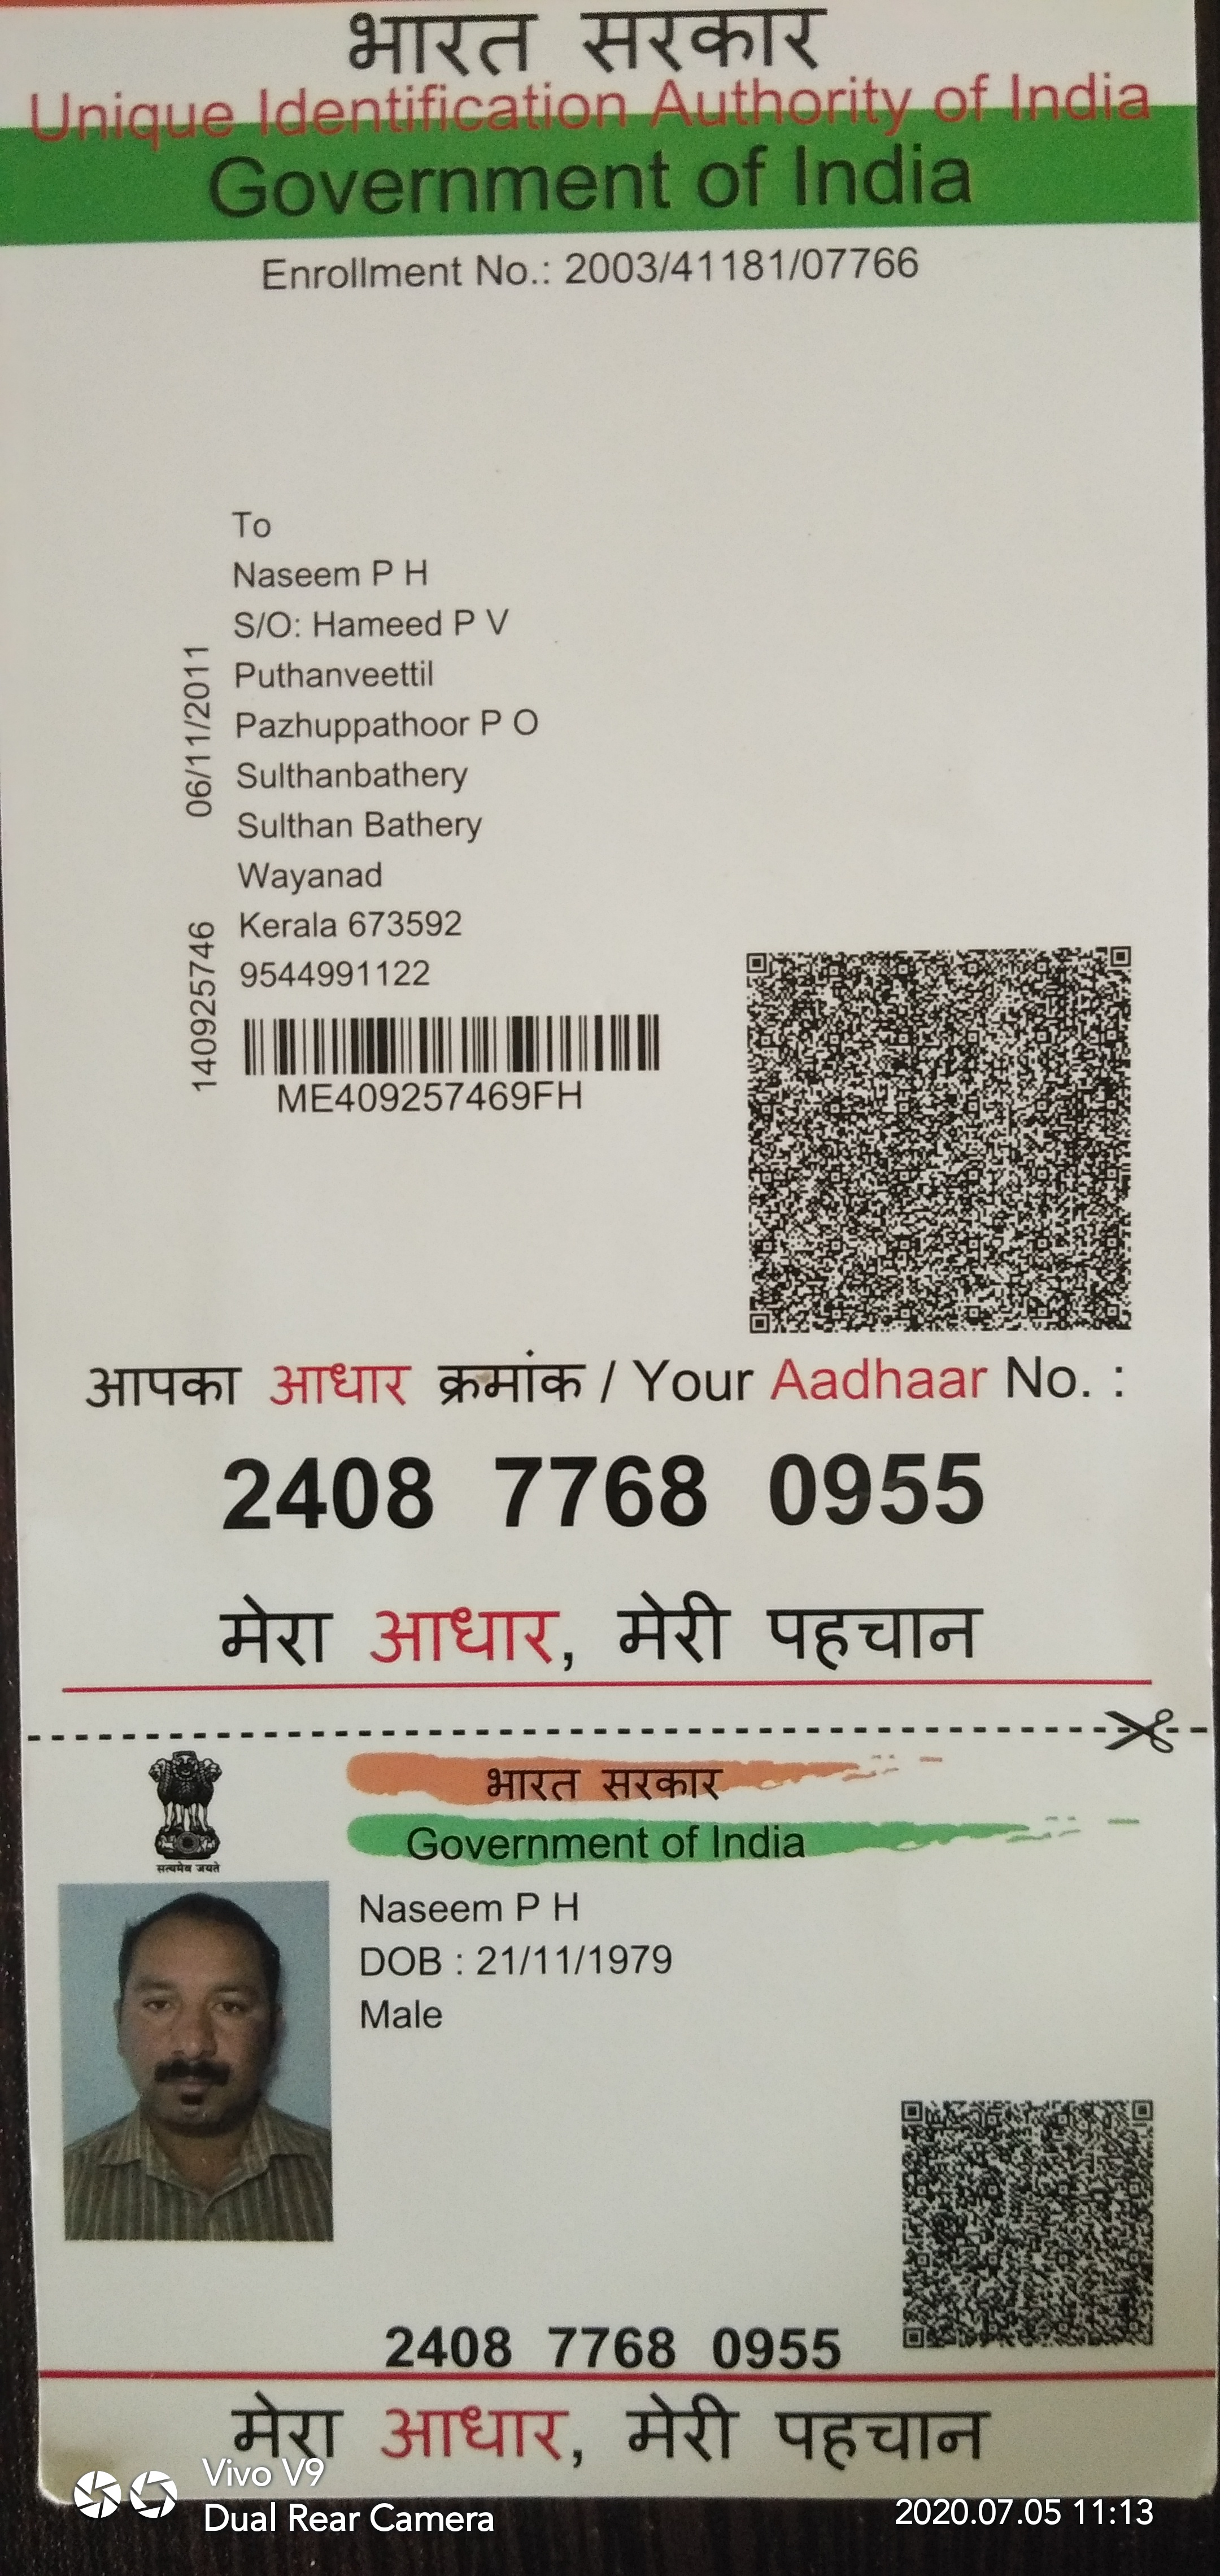 भारत सरकार
Unique Identification Authority of India
Government of India
Enrollment No.: 2003/41181/07766
To
Naseem P H
S/O: Hameed P V
Puthanveettil
Pazhuppathoor P O
Sulthanbathery
Sulthan Bathery
Wayanad
Kerala 673592
9544991122
06/11/2011
140925746
ME409257469FH
आपका आधार क्रमांक / Your Aadhaar No. :
2408 7768 0955
मेरा आधार, मेरी पहचान
सत्यमेव जयते
भारत सरकार
Government of India
Naseem P H
DOB : 21/11/1979
Male
2408 7768 0955
मेरा आधार, मेरी पहचान
Vivo V9
Dual Rear Camera
2020.07.05 11:13